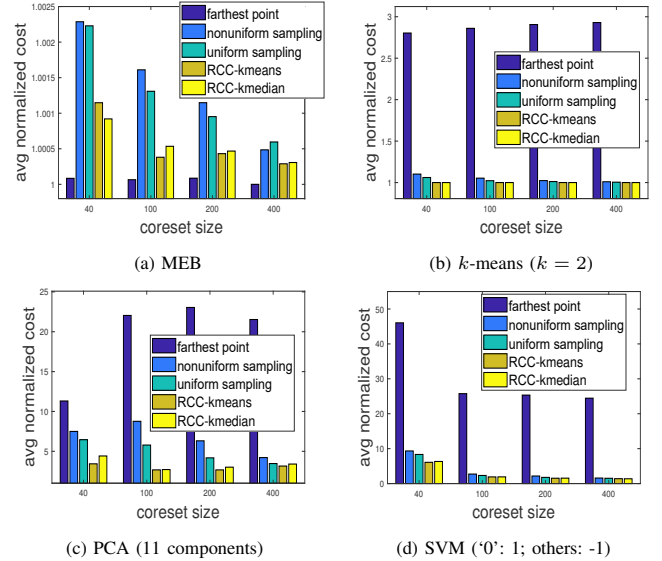 1.0025
1.002
1.0015
1.001
1.0005
1
avg normalized cost
farthest point
nonuniform sampling
uniform sampling
RCC-kmeans
RCC-kmedian
40 100 200 400
coreset size
(a) MEB
3
2.5
2
1.5
1
avg normalized cost
farthest point
nonuniform sampling
uniform sampling
RCC-kmeans
RCC-kmedian
40 100 200 400
coreset size
(b) k-means (k = 2)
25
20
15
10
5
avg normalized cost
farthest point
nonuniform sampling
uniform sampling
RCC-kmeans
RCC-kmedian
40 100 200 400
coreset size
(c) PCA (11 components)
50
40
30
20
10
0
avg normalized cost
farthest point
nonuniform sampling
uniform sampling
RCC-kmeans
RCC-kmedian
40 100 200 400
coreset size
(d) SVM (‘0’: 1; others: -1)